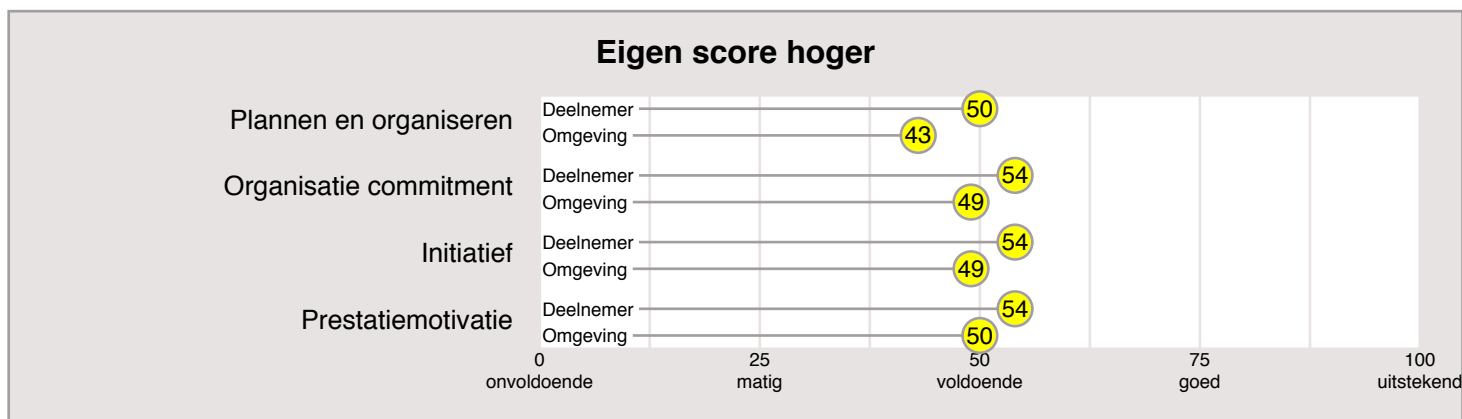 Eigen score hoger
Plannen en organiseren
Deelnemer 50
Omgeving 43
Organisatie commitment
Deelnemer 54
Omgeving 49
Initiatief
Deelnemer 54
Omgeving 49
Prestatiemotivatie
Deelnemer 54
Omgeving 50
0 25 50 75 100
onvoldoende matig voldoende goed uitstekend